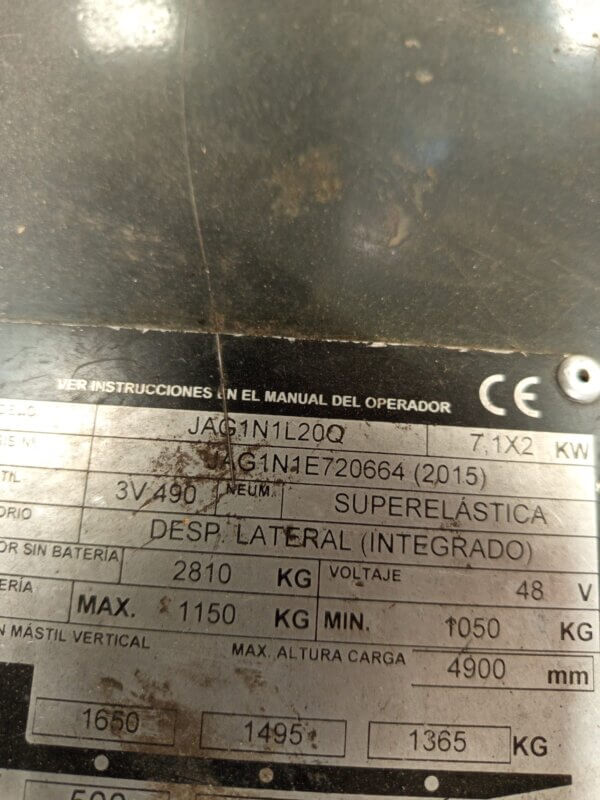 VER INSTRUCCIONES EN EL MANUAL DEL OPERADOR CE
JAG1N1L20Q 7,1X2 KW
JAG1N1E720664 (2015)
3V 490 NEUM. SUPERELÁSTICA
DESP. LATERAL (INTEGRADO)
SIN BATERÍA 2810 KG VOLTAJE 48 V
MAX. 1150 KG MIN. 1050 KG
MÁSTIL VERTICAL MAX. ALTURA CARGA 4900 mm
1650 1495 1365 KG